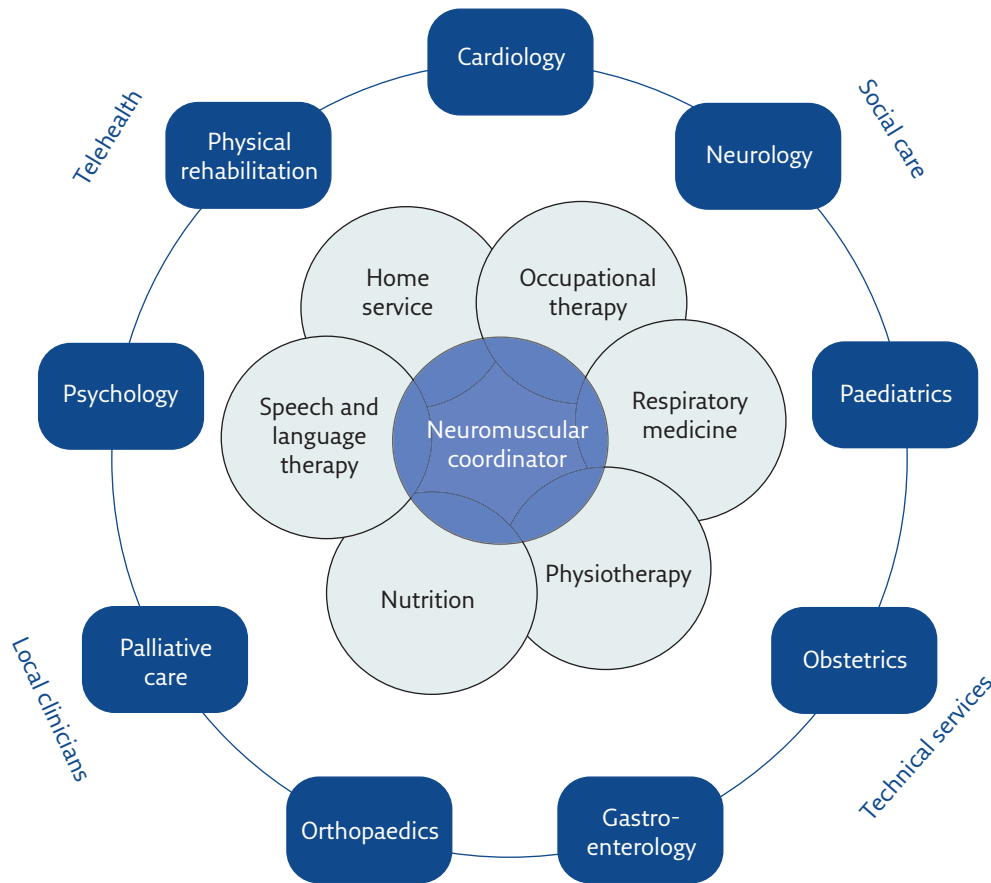 Cardiology
Telehealth
Social care
Physical
rehabilitation
Neurology
Home
service
Occupational
therapy
Psychology
Speech and
language
therapy
Neuromuscular
coordinator
Respiratory
medicine
Paediatrics
Nutrition
Physiotherapy
Palliative
care
Obstetrics
Local clinicians
Technical services
Orthopaedics
Gastro-
enterology